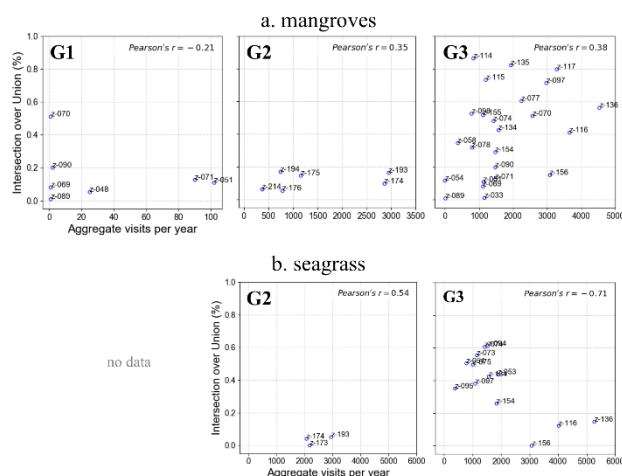 a. mangroves
G1
Pearson's r = −0.21
z-070
z-090
z-069
z-089
z-048
z-071
z-051
Intersection over Union (%)
0.0
0.2
0.4
0.6
0.8
1.0
0 20 40 60 80 100
Aggregate visits per year
G2
Pearson's r = 0.35
z-194
z-175
z-193
z-174
z-214
z-176
0 500 1000 1500 2000 2500 3000 3500
G3
Pearson's r = 0.38
z-114
z-135
z-117
z-115
z-097
z-077
z-136
z-155
z-070
z-074
z-134
z-116
z-058
z-078
z-154
z-090
z-156
z-054
z-071
z-069
z-089
z-033
0 1000 2000 3000 4000 5000
b. seagrass
no data
G2
Pearson's r = 0.54
z-174
z-193
z-173
Intersection over Union (%)
0.0
0.2
0.4
0.6
0.8
1.0
0 1000 2000 3000 4000 5000 6000
Aggregate visits per year
G3
Pearson's r = −0.71
z-073
z-097
z-154
z-116
z-136
z-156
0 1000 2000 3000 4000 5000 6000